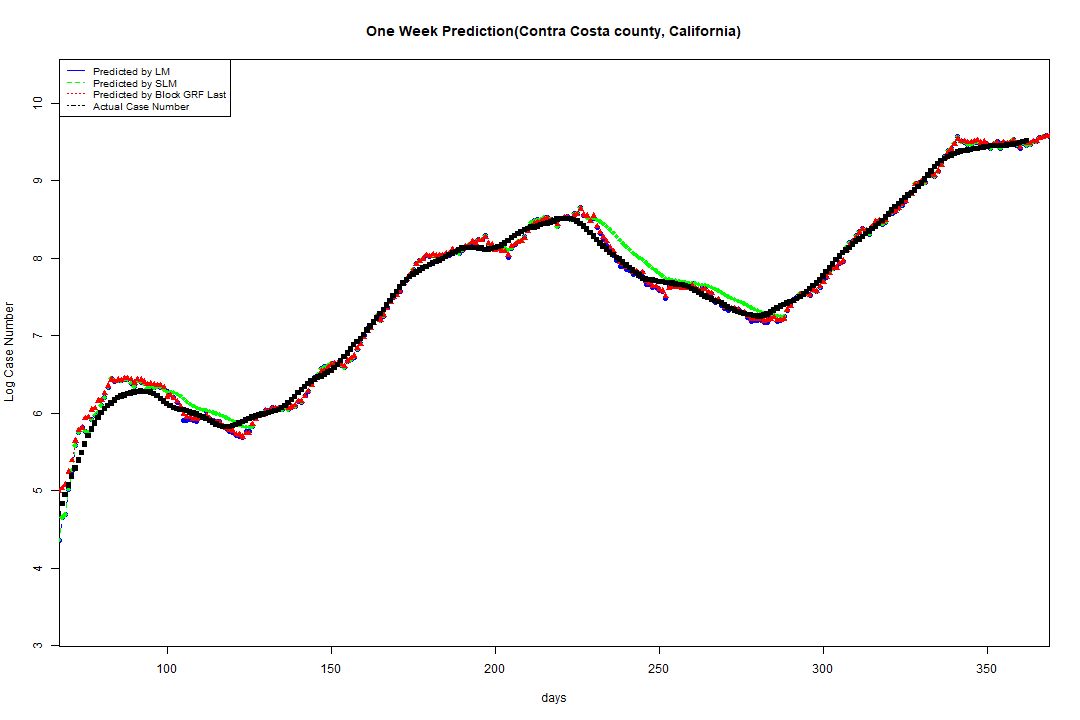 One Week Prediction(Contra Costa county, California)
Predicted by LM
Predicted by SLM
Predicted by Block GRF Last
Actual Case Number
10
9
8
7
6
5
4
3
Log Case Number
100 150 200 250 300 350
days